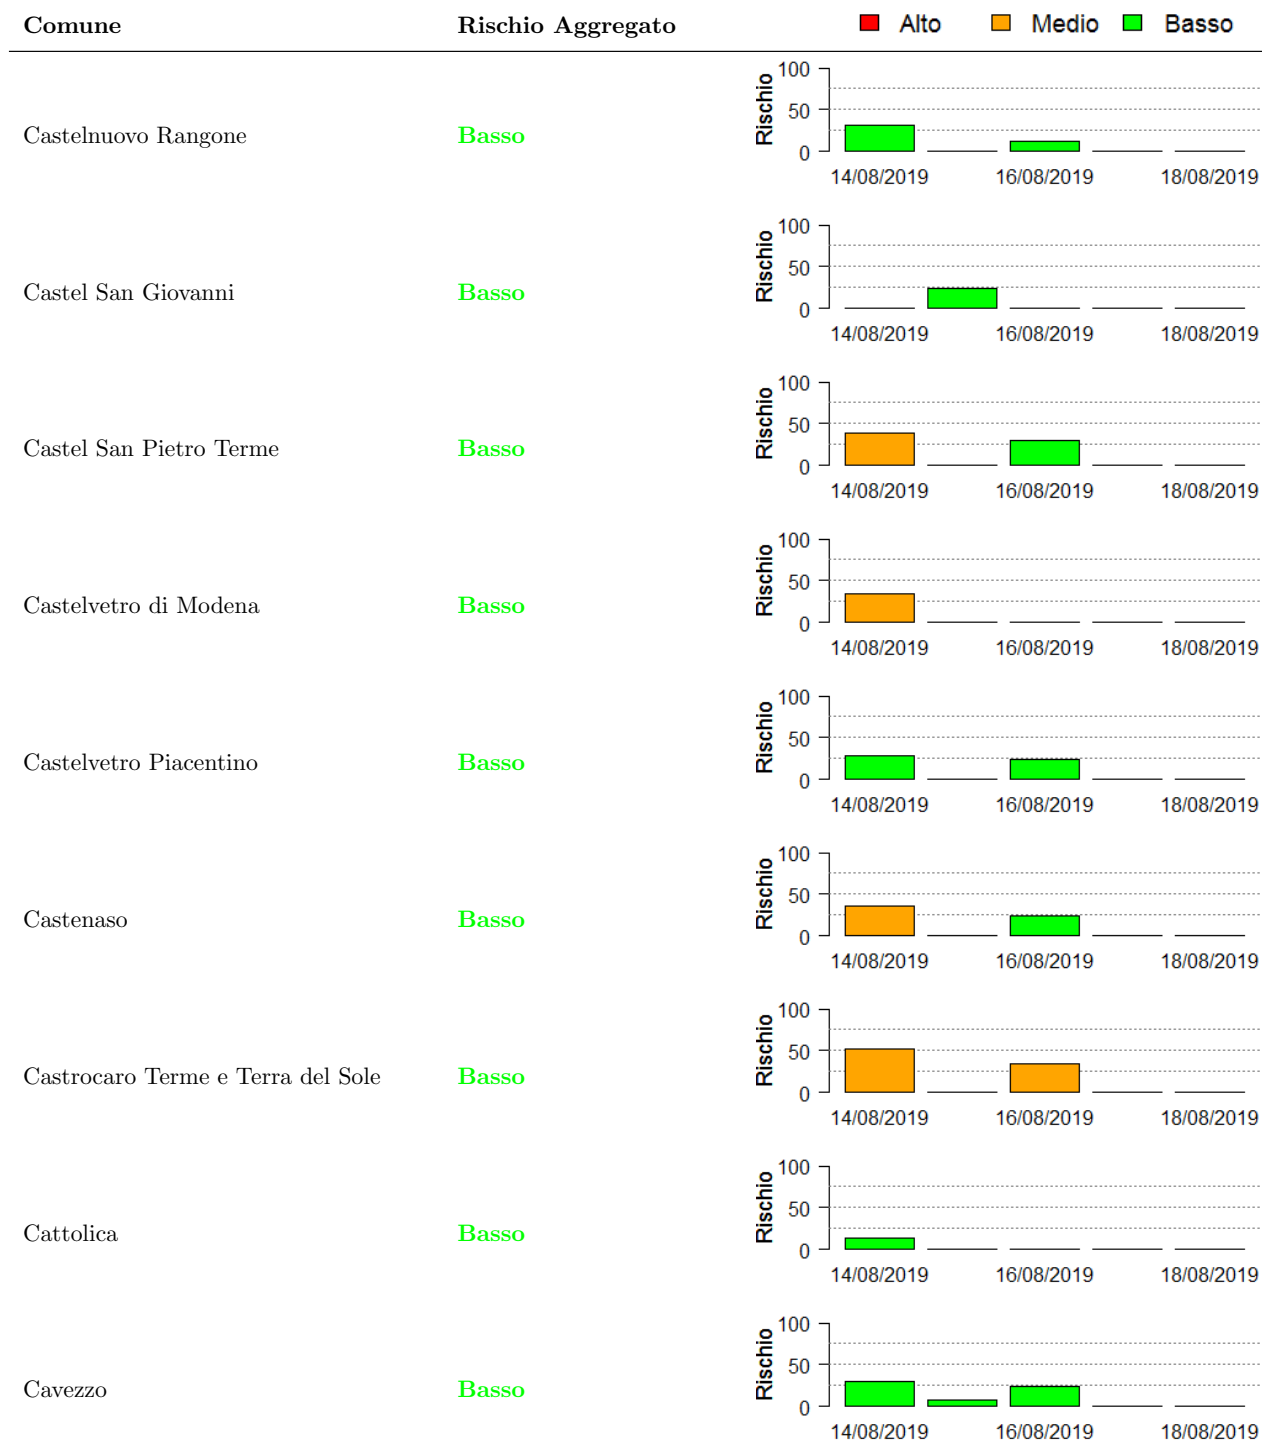 Comune Rischio Aggregato Alto Medio Basso
Castelnuovo Rangone Basso Rischio 100 50 0
14/08/2019 16/08/2019 18/08/2019
Castel San Giovanni Basso Rischio 100 50 0
14/08/2019 16/08/2019 18/08/2019
Castel San Pietro Terme Basso Rischio 100 50 0
14/08/2019 16/08/2019 18/08/2019
Castelvetro di Modena Basso Rischio 100 50 0
14/08/2019 16/08/2019 18/08/2019
Castelvetro Piacentino Basso Rischio 100 50 0
14/08/2019 16/08/2019 18/08/2019
Castenaso Basso Rischio 100 50 0
14/08/2019 16/08/2019 18/08/2019
Castrocaro Terme e Terra del Sole Basso Rischio 100 50 0
14/08/2019 16/08/2019 18/08/2019
Cattolica Basso Rischio 100 50 0
14/08/2019 16/08/2019 18/08/2019
Cavezzo Basso Rischio 100 50 0
14/08/2019 16/08/2019 18/08/2019